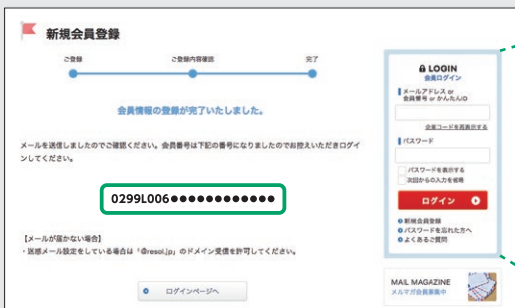 新規会員登録
ご登録
ご登録内容確認
完了
会員情報の登録が完了いたしました。
メールを送信しましたのでご確認ください。会員番号は下記の番号になりましたのでお控えいただきログイ
ンしてください。
0299L006●●●●●●●●●●●●
【メールが届かない場合】
・迷惑メール設定をしている場合は「@resol.jp」のドメイン受信を許可してください。
ログインページへ
LOGIN
会員ログイン
メールアドレス or
会員番号 or かんたんID
企業コードを再表示する
パスワード
パスワードを表示する
次回からの入力を省略
ログイン
新規会員登録
パスワードを忘れた方へ
よくあるご質問
MAIL MAGAZINE
メルマガ会員募集中